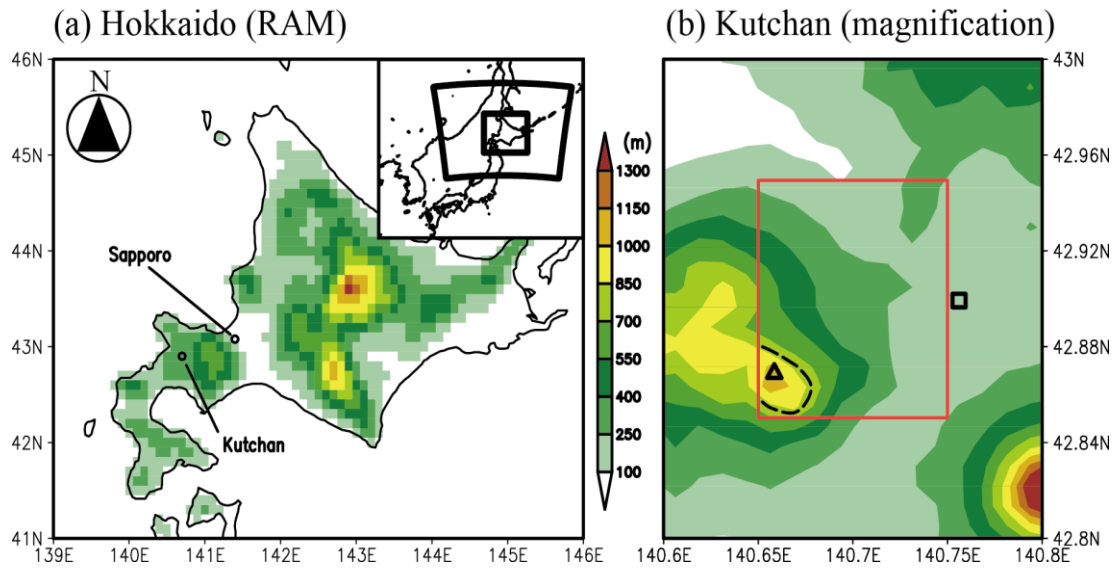 (a) Hokkaido (RAM)
46N
45N
44N
43N
42N
41N
139E
140E
141E
142E
143E
144E
145E
146E
N
Sapporo
Kutchan
(m)
1300
1150
1000
850
700
550
400
250
100
(b) Kutchan (magnification)
43N
42.96N
42.92N
42.88N
42.84N
42.8N
140.6E
140.65E
140.7E
140.75E
140.8E